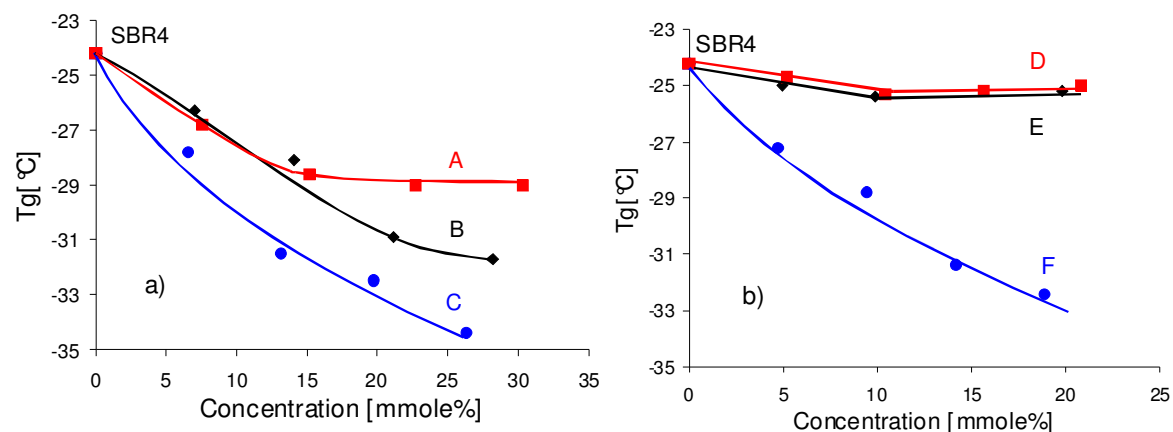 -23
SBR4
-25
-27
A
-29
Tg [°C]
B
-31
a)
C
-33
-35
0 5 10 15 20 25 30 35
Concentration [mmole%]
-23
SBR4
D
-25
E
-27
-29
Tg [°C]
-31
F
b)
-33
-35
0 5 10 15 20 25
Concentration [mmole%]